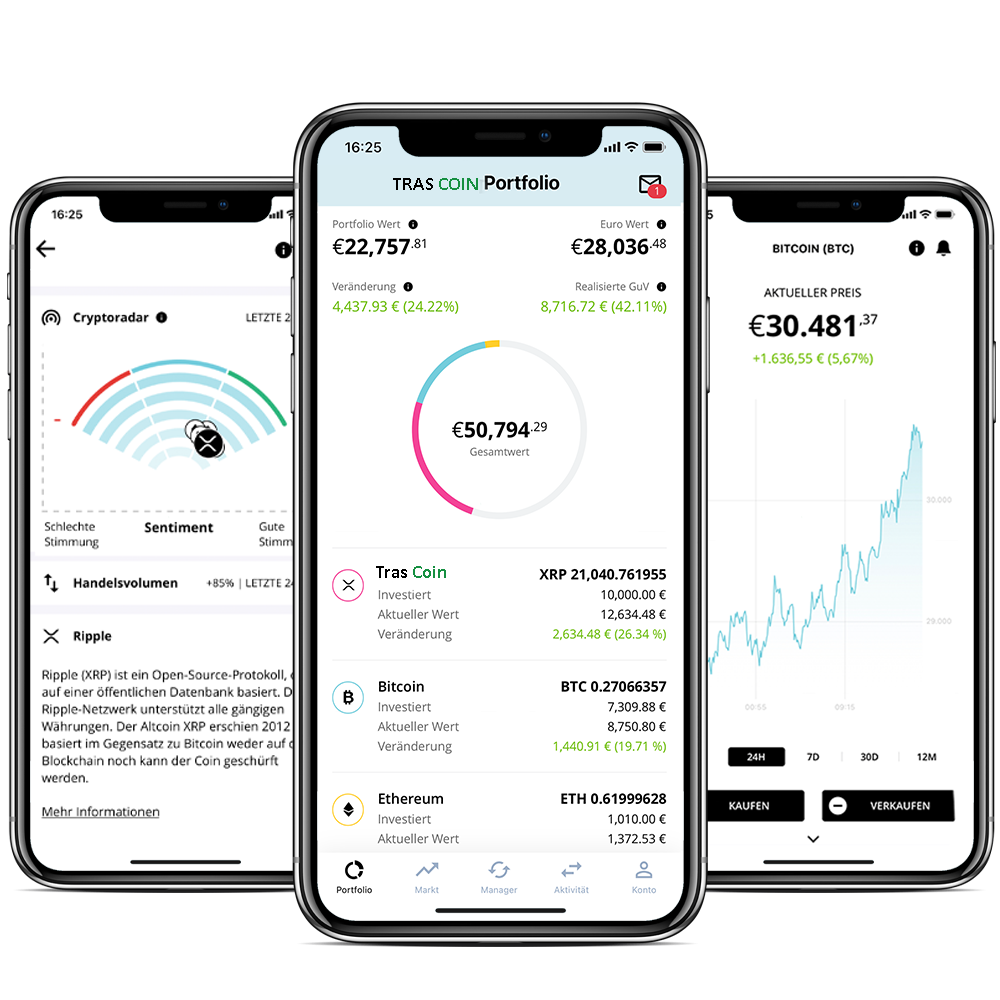 16:25
Cryptoradar
LETZTE 2
Schlechte
Stimmung
Sentiment
Gute
Stimm
Handelsvolumen
+85% | LETZTE 24
Ripple
Ripple (XRP) ist ein Open-Source-Protokoll,
auf einer öffentlichen Datenbank basiert. D
Ripple-Netzwerk unterstützt alle gängigen
Währungen. Der Altcoin XRP erschien 2012
basiert im Gegensatz zu Bitcoin weder auf
Blockchain noch kann der Coin geschürft
werden.
Mehr Informationen
16:25
TRAS COIN Portfolio
1
Portfolio Wert
Euro Wert
€22,757.81
€28,036.48
Veränderung
Realisierte GuV
4,437.93 € (24.22%)
8,716.72 € (42.11%)
€50,794.29
Gesamtwert
Tras Coin
XRP 21,040.761955
Investiert
10,000.00 €
Aktueller Wert
12,634.48 €
Veränderung
2,634.48 € (26.34 %)
Bitcoin
BTC 0.27066357
Investiert
7,309.88 €
Aktueller Wert
8,750.80 €
Veränderung
1,440.91 € (19.71 %)
Ethereum
ETH 0.61999628
Investiert
1,010.00 €
Aktueller Wert
1,372.53 €
Portfolio
Markt
Manager
Aktivität
Konto
5
BITCOIN (BTC)
AKTUELLER PREIS
€30.481,37
+1.636,55 € (5,67%)
30.000
29.000
00:55
09:15
24H
7D
30D
12M
KAUFEN
VERKAUFEN